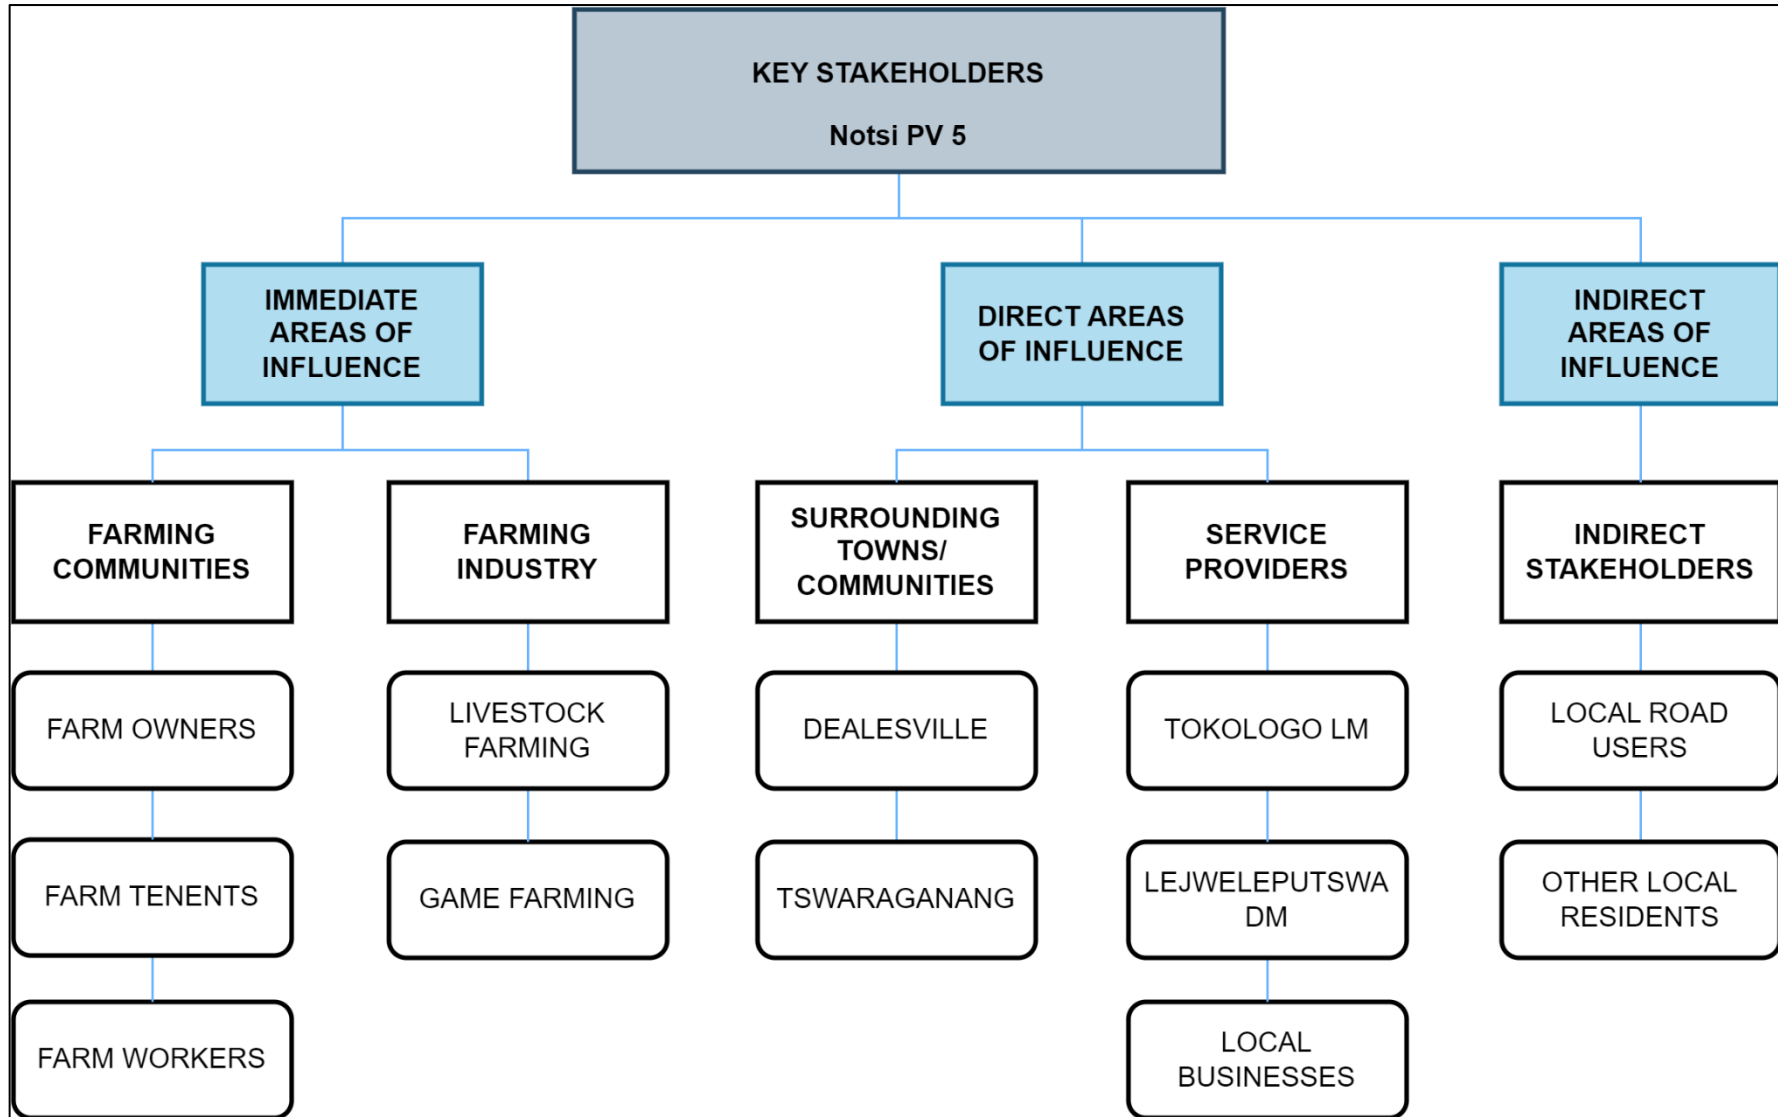 KEY STAKEHOLDERS
Notsi PV 5
IMMEDIATE
AREAS OF
INFLUENCE
DIRECT AREAS
OF INFLUENCE
INDIRECT
AREAS OF
INFLUENCE
FARMING
COMMUNITIES
FARMING
INDUSTRY
SURROUNDING
TOWNS/
COMMUNITIES
SERVICE
PROVIDERS
INDIRECT
STAKEHOLDERS
FARM OWNERS
LIVESTOCK
FARMING
DEALESVILLE
TOKOLOGO LM
LOCAL ROAD
USERS
FARM TENENTS
GAME FARMING
TSWARAGANANG
LEJWELEPUTSWA
DM
OTHER LOCAL
RESIDENTS
FARM WORKERS
LOCAL
BUSINESSES